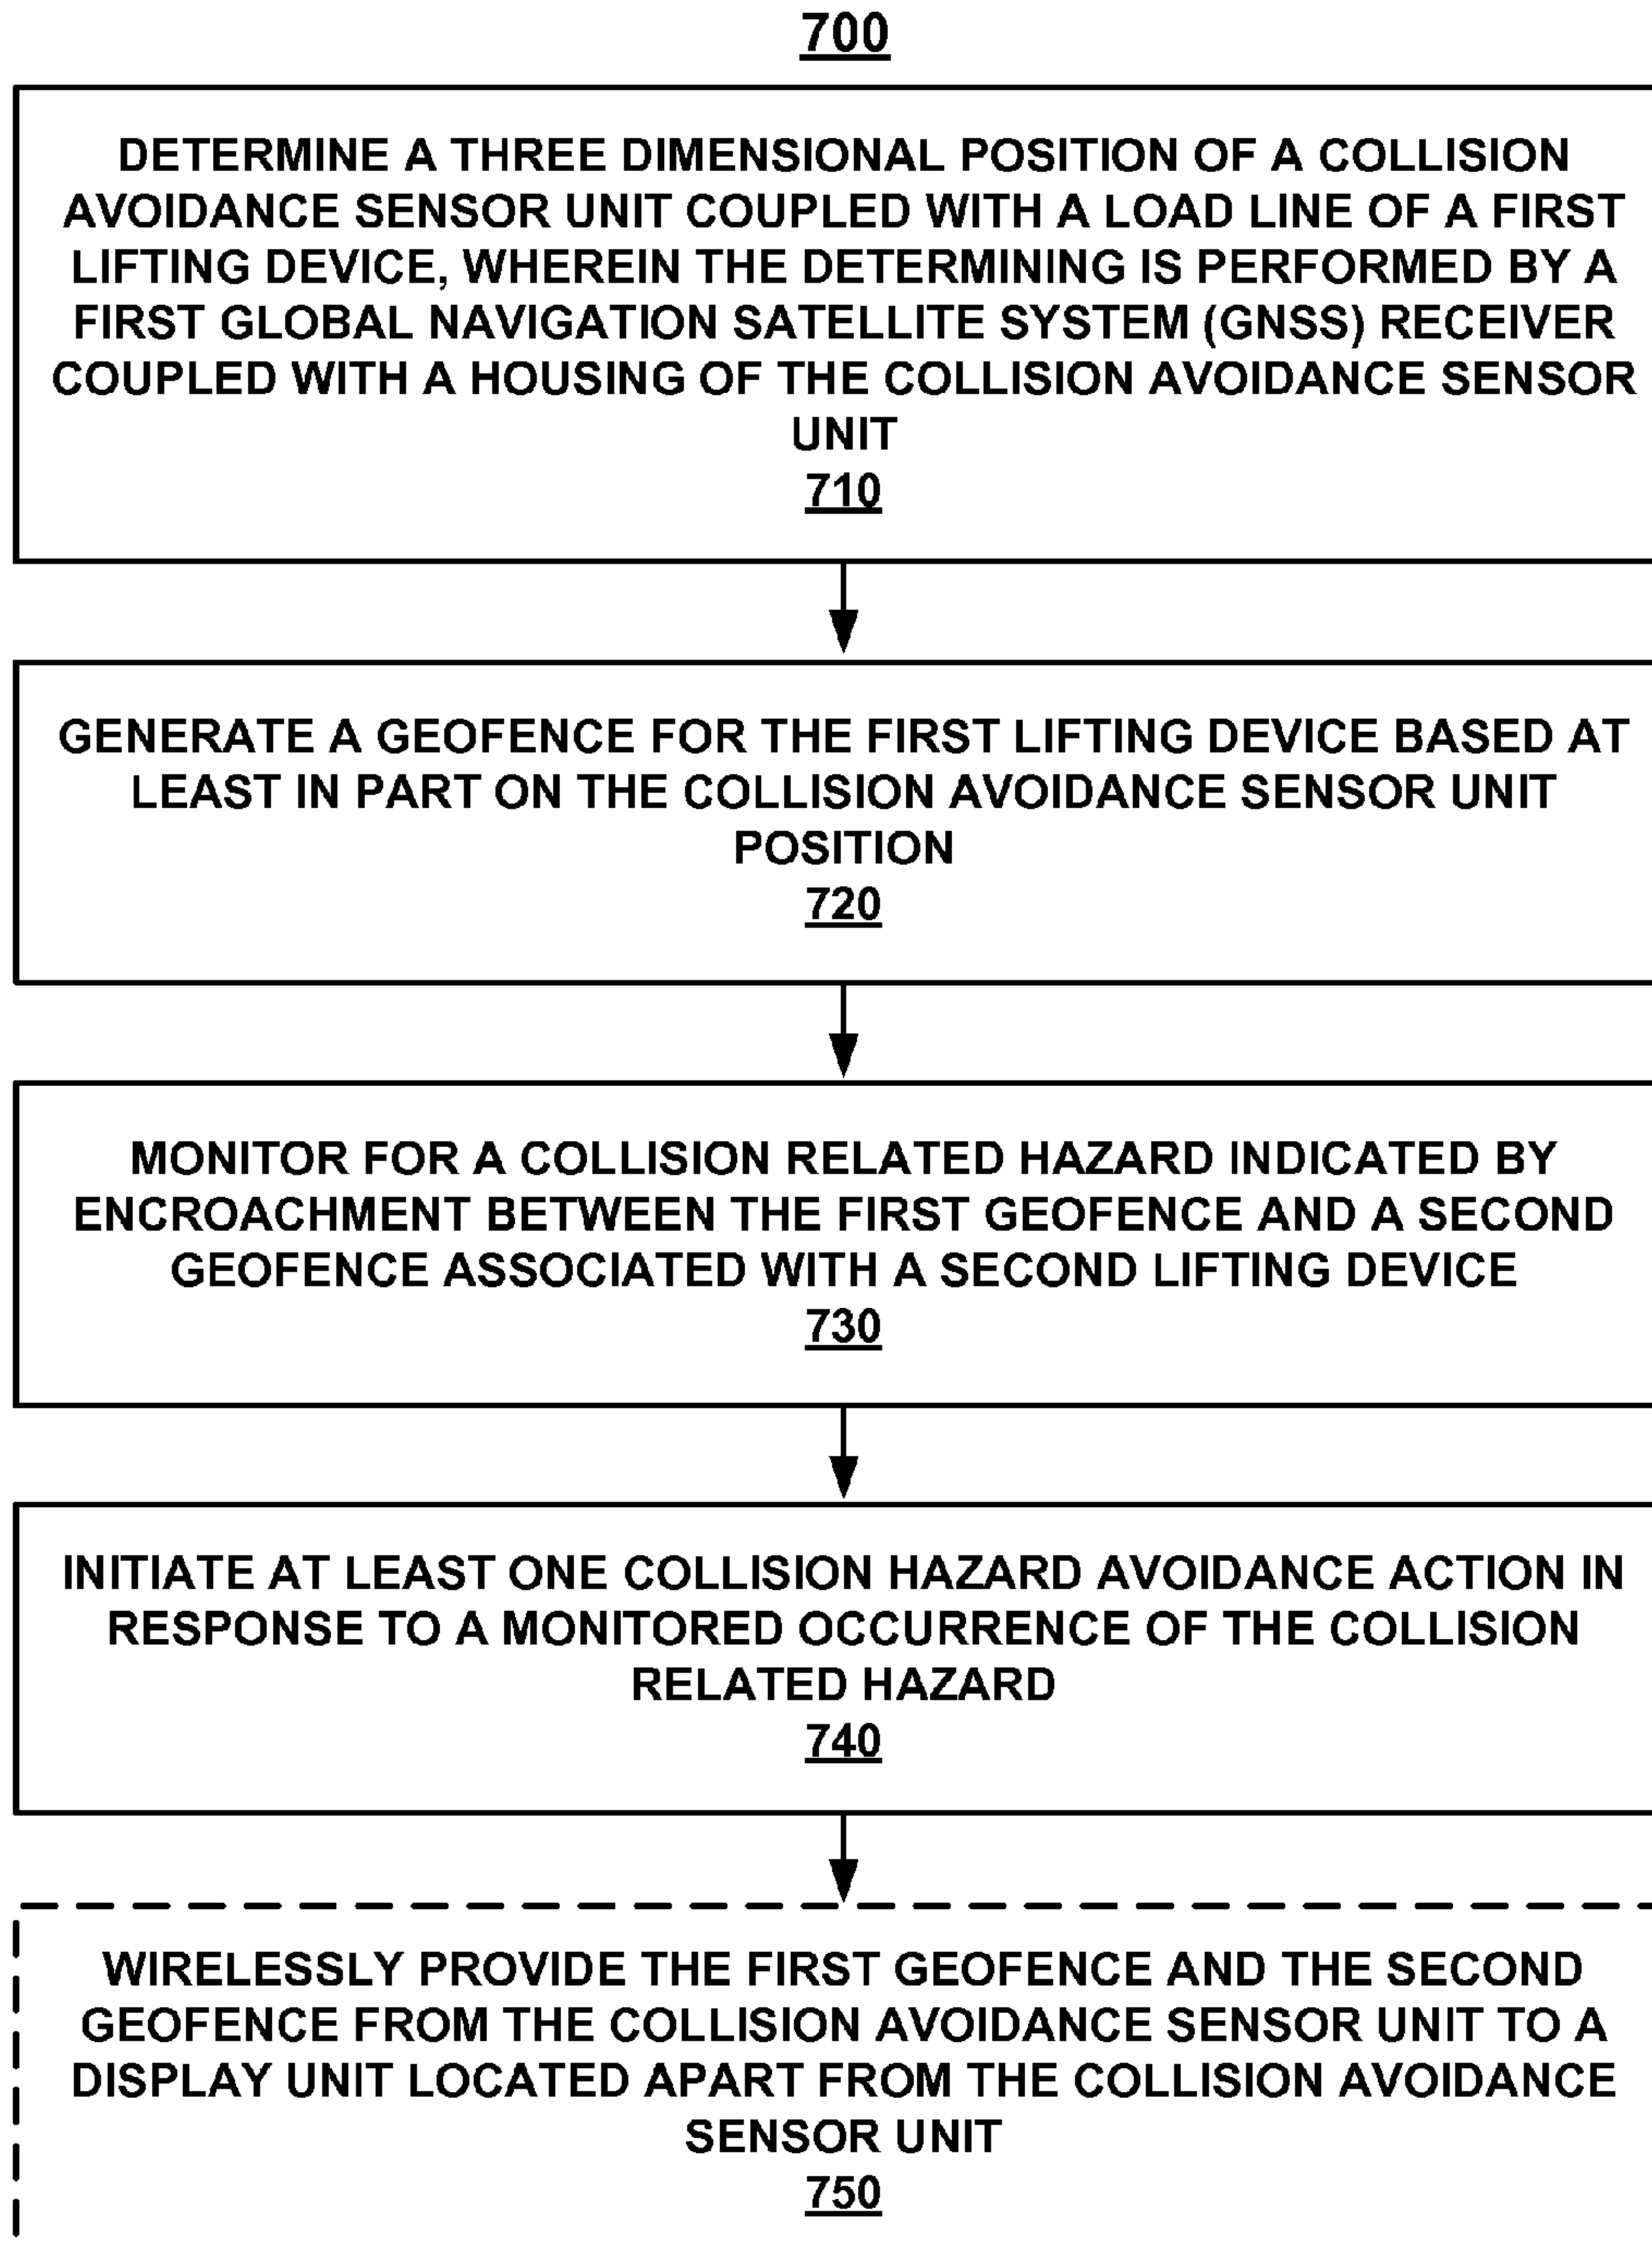 700
DETERMINE A THREE DIMENSIONAL POSITION OF A COLLISION
AVOIDANCE SENSOR UNIT COUPLED WITH A LOAD LINE OF A FIRST
LIFTING DEVICE, WHEREIN THE DETERMINING IS PERFORMED BY A
FIRST GLOBAL NAVIGATION SATELLITE SYSTEM (GNSS) RECEIVER
COUPLED WITH A HOUSING OF THE COLLISION AVOIDANCE SENSOR
UNIT
710
GENERATE A GEOFENCE FOR THE FIRST LIFTING DEVICE BASED AT
LEAST IN PART ON THE COLLISION AVOIDANCE SENSOR UNIT
POSITION
720
MONITOR FOR A COLLISION RELATED HAZARD INDICATED BY
ENCROACHMENT BETWEEN THE FIRST GEOFENCE AND A SECOND
GEOFENCE ASSOCIATED WITH A SECOND LIFTING DEVICE
730
INITIATE AT LEAST ONE COLLISION HAZARD AVOIDANCE ACTION IN
RESPONSE TO A MONITORED OCCURRENCE OF THE COLLISION
RELATED HAZARD
740
WIRELESSLY PROVIDE THE FIRST GEOFENCE AND THE SECOND
GEOFENCE FROM THE COLLISION AVOIDANCE SENSOR UNIT TO A
DISPLAY UNIT LOCATED APART FROM THE COLLISION AVOIDANCE
SENSOR UNIT
750